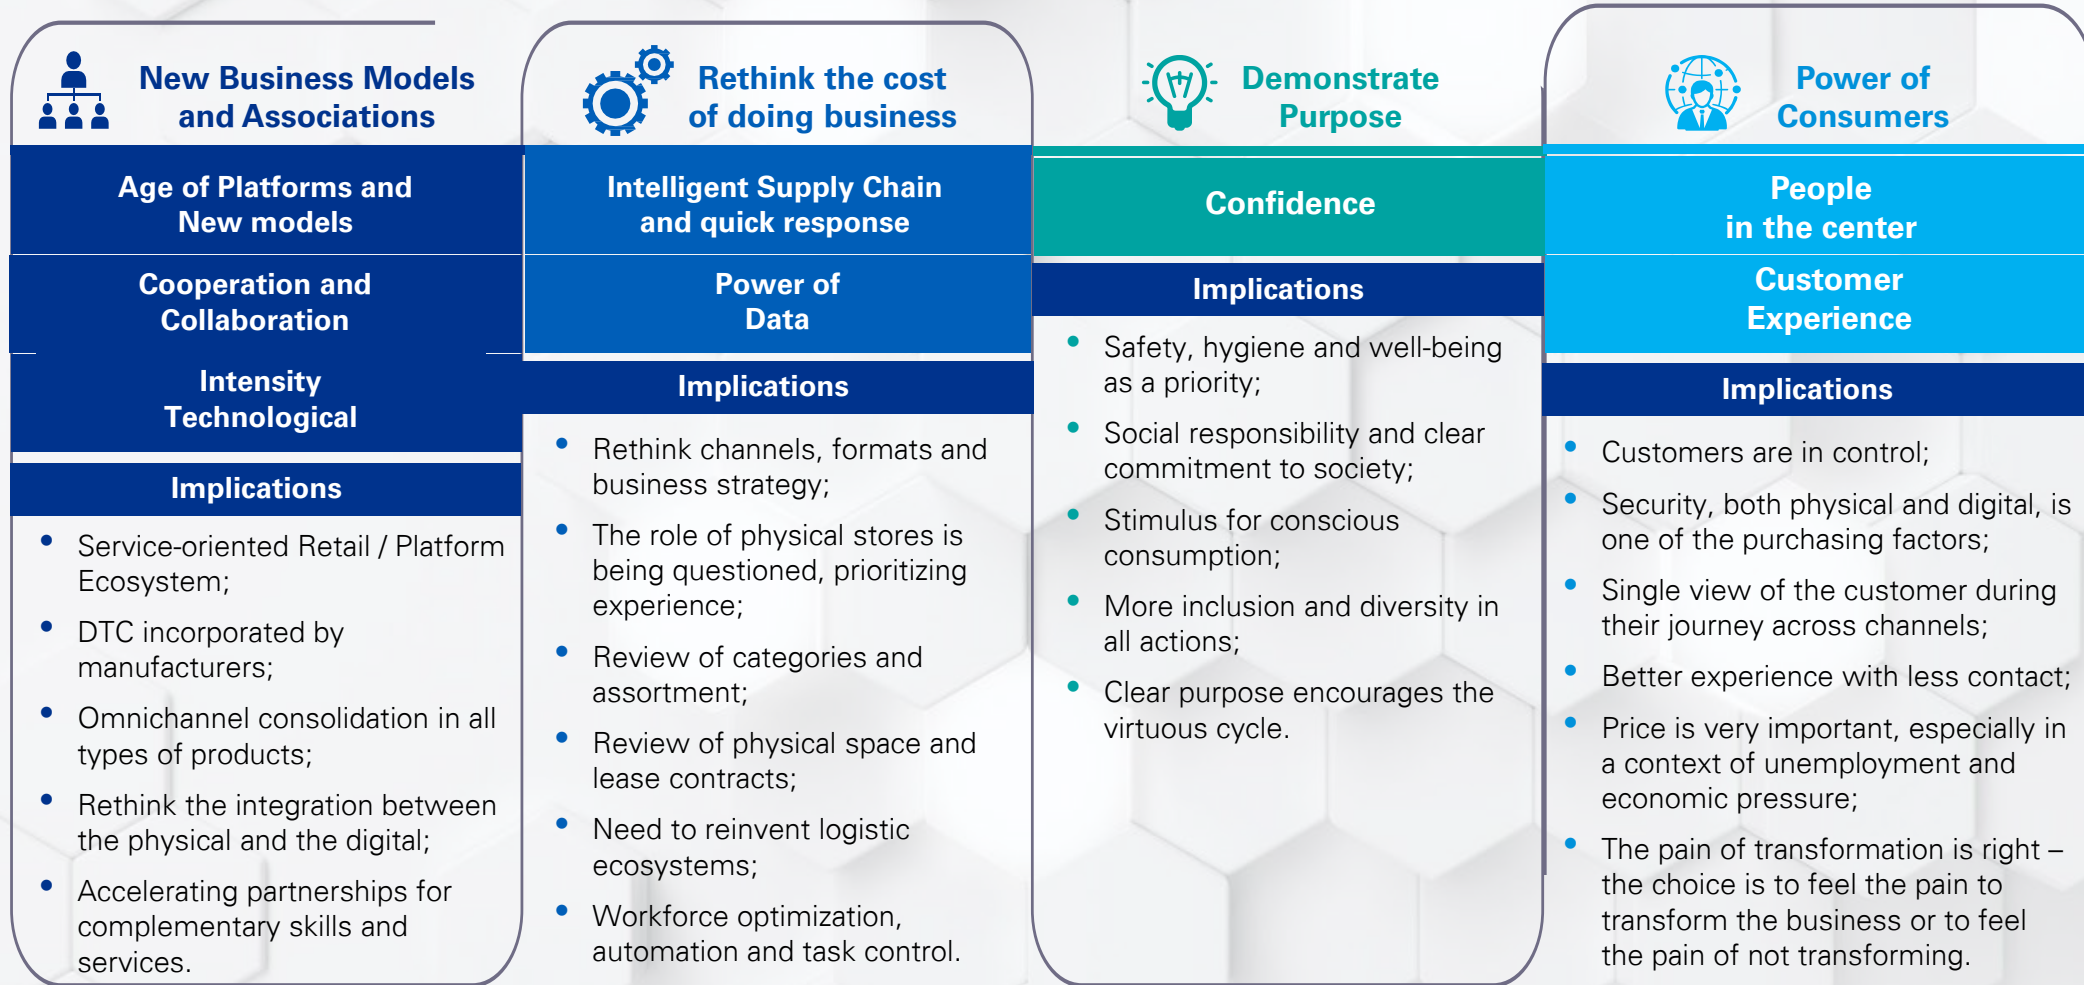 New Business Models
and Associations
Age of Platforms and
New models
Cooperation and
Collaboration
Intensity
Technological
Implications
• Service-oriented Retail / Platform
Ecosystem;
• DTC incorporated by
manufacturers;
• Omnichannel consolidation in all
types of products;
• Rethink the integration between
the physical and the digital;
• Accelerating partnerships for
complementary skills and
services.
Rethink the cost
of doing business
Intelligent Supply Chain
and quick response
Power of
Data
Implications
• Rethink channels, formats and
business strategy;
• The role of physical stores is
being questioned, prioritizing
experience;
• Review of categories and
assortment;
• Review of physical space and
lease contracts;
• Need to reinvent logistic
ecosystems;
• Workforce optimization,
automation and task control.
Demonstrate
Purpose
Confidence
Implications
• Safety, hygiene and well-being
as a priority;
• Social responsibility and clear
commitment to society;
• Stimulus for conscious
consumption;
• More inclusion and diversity in
all actions;
• Clear purpose encourages the
virtuous cycle.
Power of
Consumers
People
in the center
Customer
Experience
Implications
• Customers are in control;
• Security, both physical and digital, is
one of the purchasing factors;
• Single view of the customer during
their journey across channels;
• Better experience with less contact;
• Price is very important, especially in
a context of unemployment and
economic pressure;
• The pain of transformation is right –
the choice is to feel the pain to
transform the business or to feel
the pain of not transforming.